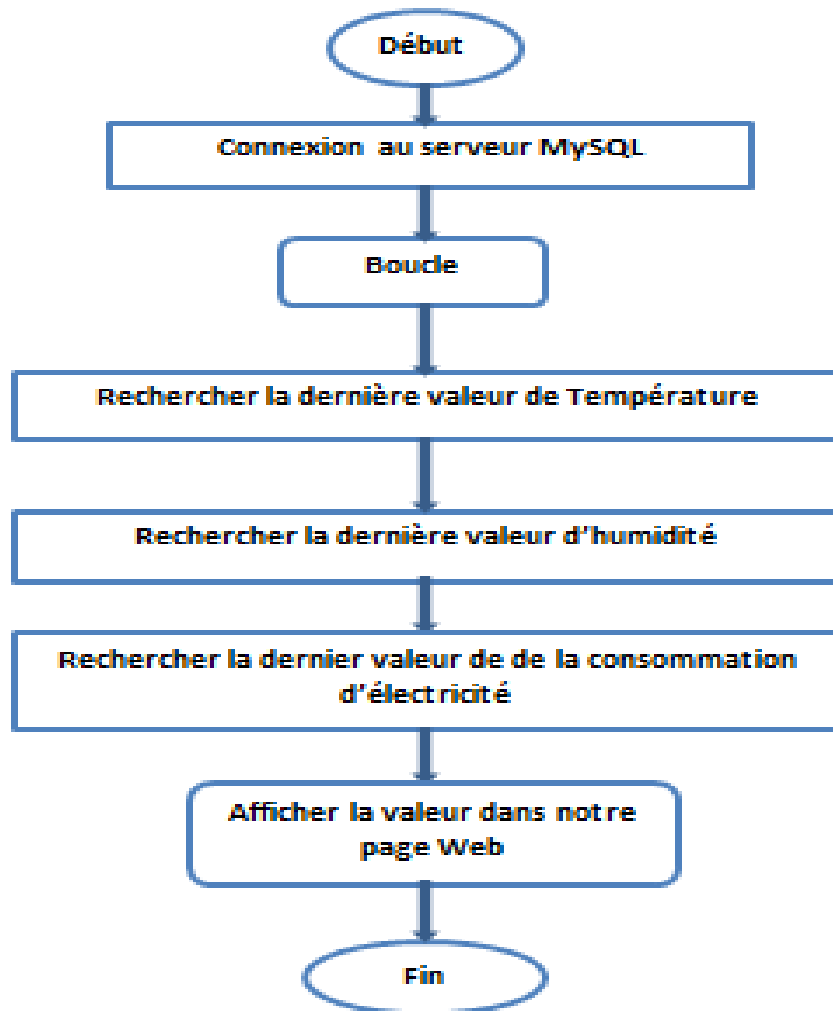 Début
Connexion au serveur MySQL
Boucle
Rechercher la dernière valeur de Température
Rechercher la dernière valeur d'humidité
Rechercher la dernier valeur de de la consommation
d'électricité
Afficher la valeur dans notre
page Web
Fin